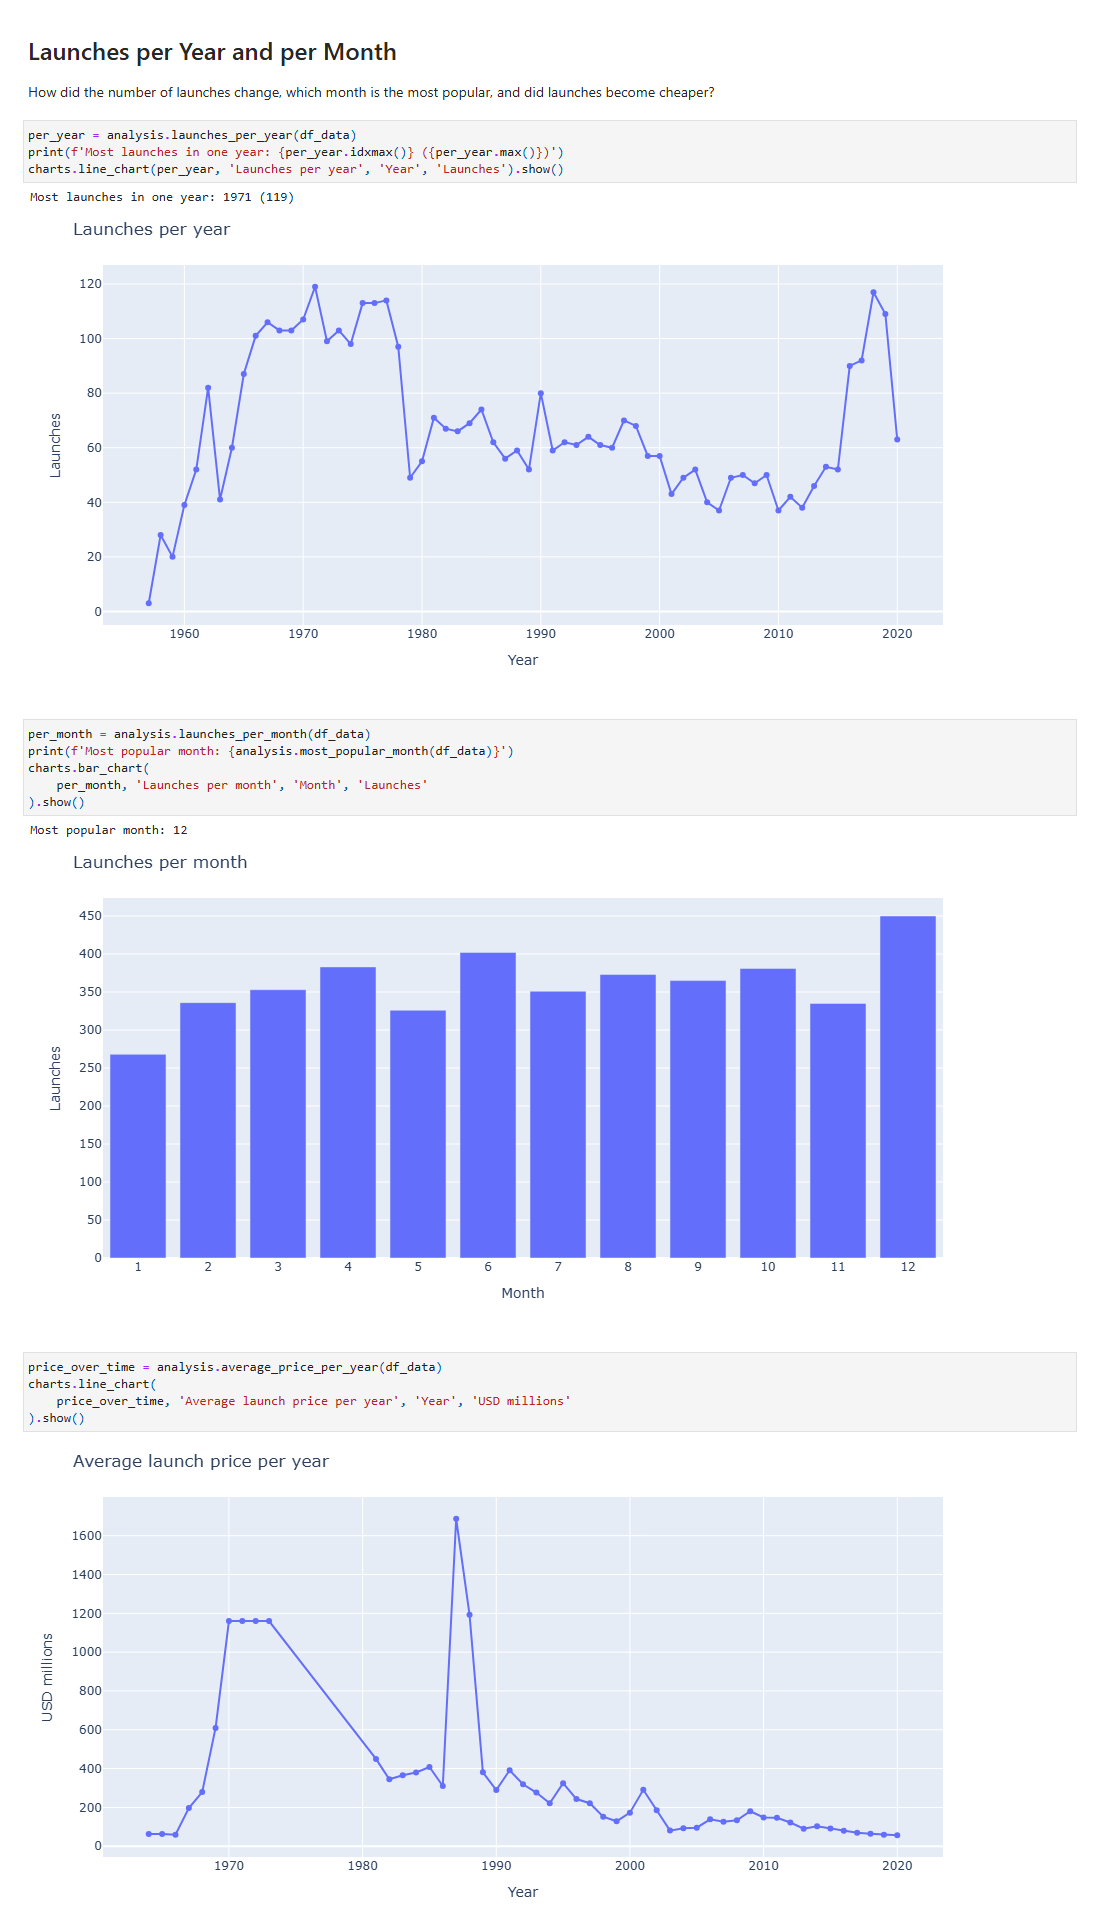 Launches per Year and per Month
How did the number of launches change, which month is the most popular, and did launches become cheaper?
per_year = analysis.launches_per_year(df_data)
print(f'Most launches in one year: {per_year.idxmax()} ({per_year.max()})')
charts.line_chart(per_year, 'Launches per year', 'Year', 'Launches').show()
Most launches in one year: 1971 (119)
Launches per year
120
100
80
60
40
20
0
Launches
1960 1970 1980 1990 2000 2010 2020
Year
per_month = analysis.launches_per_month(df_data)
print(f'Most popular month: {analysis.most_popular_month(df_data)}')
charts.bar_chart(
    per_month, 'Launches per month', 'Month', 'Launches'
).show()
Most popular month: 12
Launches per month
450
400
350
300
250
200
150
100
50
0
Launches
1 2 3 4 5 6 7 8 9 10 11 12
Month
price_over_time = analysis.average_price_per_year(df_data)
charts.line_chart(
    price_over_time, 'Average launch price per year', 'Year', 'USD millions'
).show()
Average launch price per year
1600
1400
1200
1000
800
600
400
200
0
USD millions
1970 1980 1990 2000 2010 2020
Year